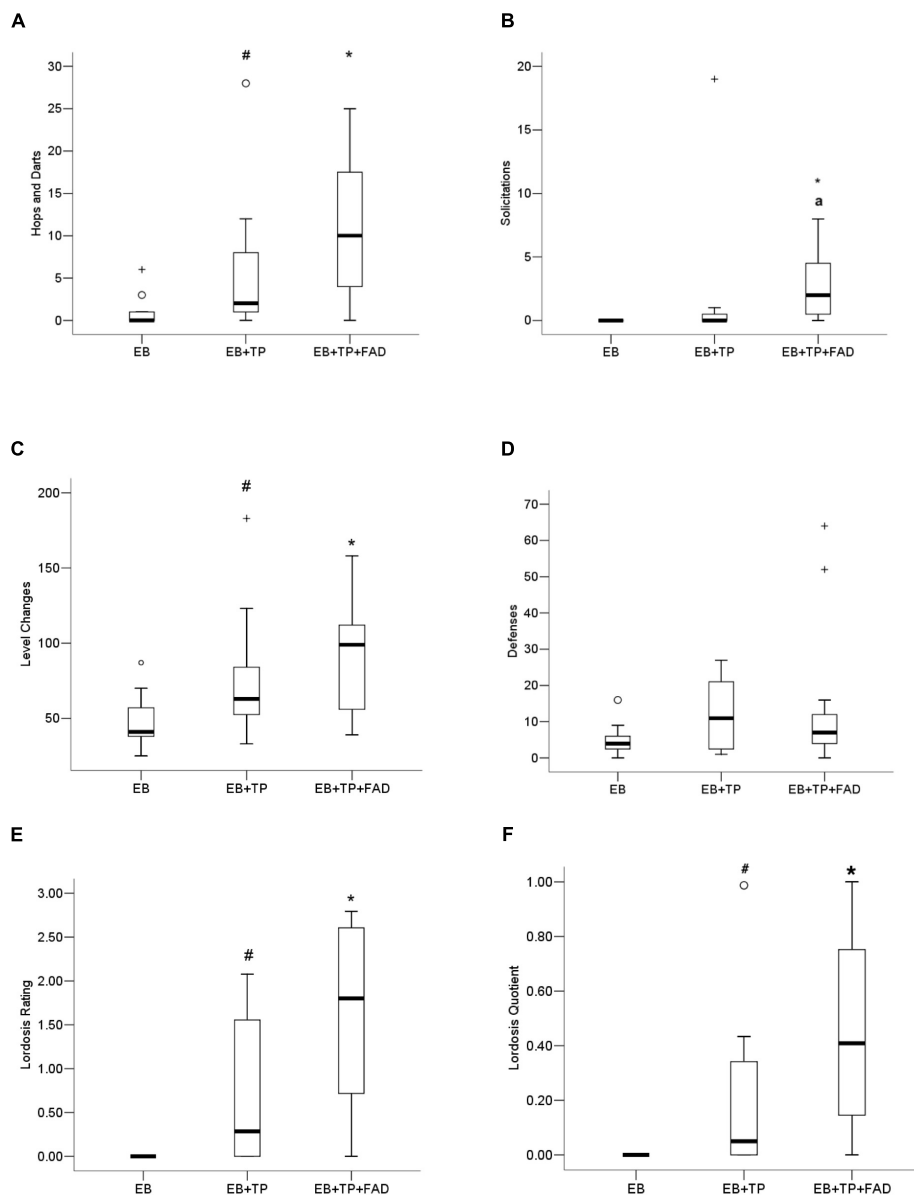 A
Hops and Darts
30
25
20
15
10
5
0
#
*
EB
EB+TP
EB+TP+FAD
B
Solicitations
20
15
10
5
0
*
a
EB
EB+TP
EB+TP+FAD
C
Level Changes
200
150
100
50
#
*
EB
EB+TP
EB+TP+FAD
D
Defenses
70
60
50
40
30
20
10
0
EB
EB+TP
EB+TP+FAD
E
Lordosis Rating
3.00
2.50
2.00
1.50
1.00
0.50
0.00
#
*
EB
EB+TP
EB+TP+FAD
F
Lordosis Quotient
1.00
0.80
0.60
0.40
0.20
0.00
#
*
EB
EB+TP
EB+TP+FAD